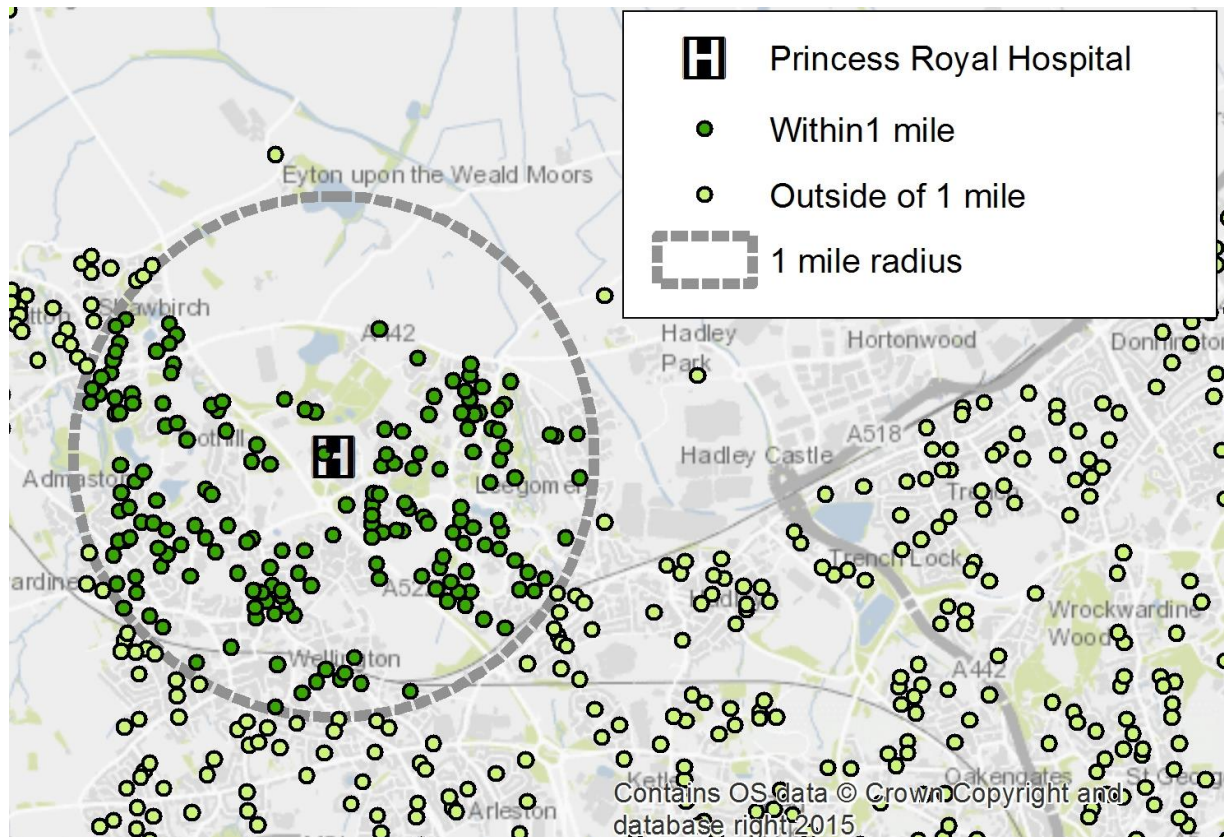 H Princess Royal Hospital
Within1 mile
Outside of 1 mile
1 mile radius
Eyton upon the Weald Moors
Shawbirch
A442
Hadley
Park
Hortonwood
A518
Hadley Castle
H
Trench Lock
Wrockwardine
Wood
A442
Wellington
Oakengates
Arleston
Contains OS data © Crown Copyright and
database right 2015